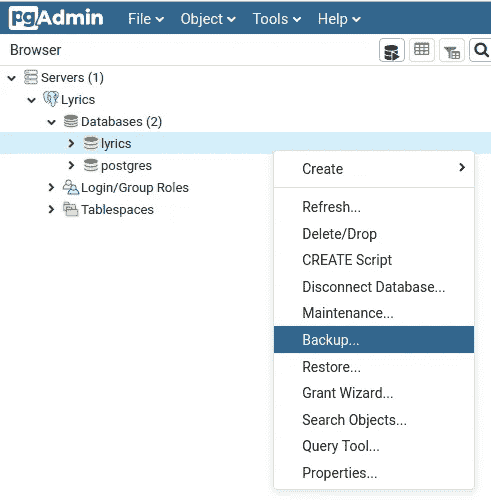 pgAdmin File Object Tools Help
Browser
Servers (1)
Lyrics
Databases (2)
lyrics
postgres
Login/Group Roles
Tablespaces
Create
Refresh...
Delete/Drop
CREATE Script
Disconnect Database...
Maintenance...
Backup...
Restore...
Grant Wizard...
Search Objects...
Query Tool...
Properties...